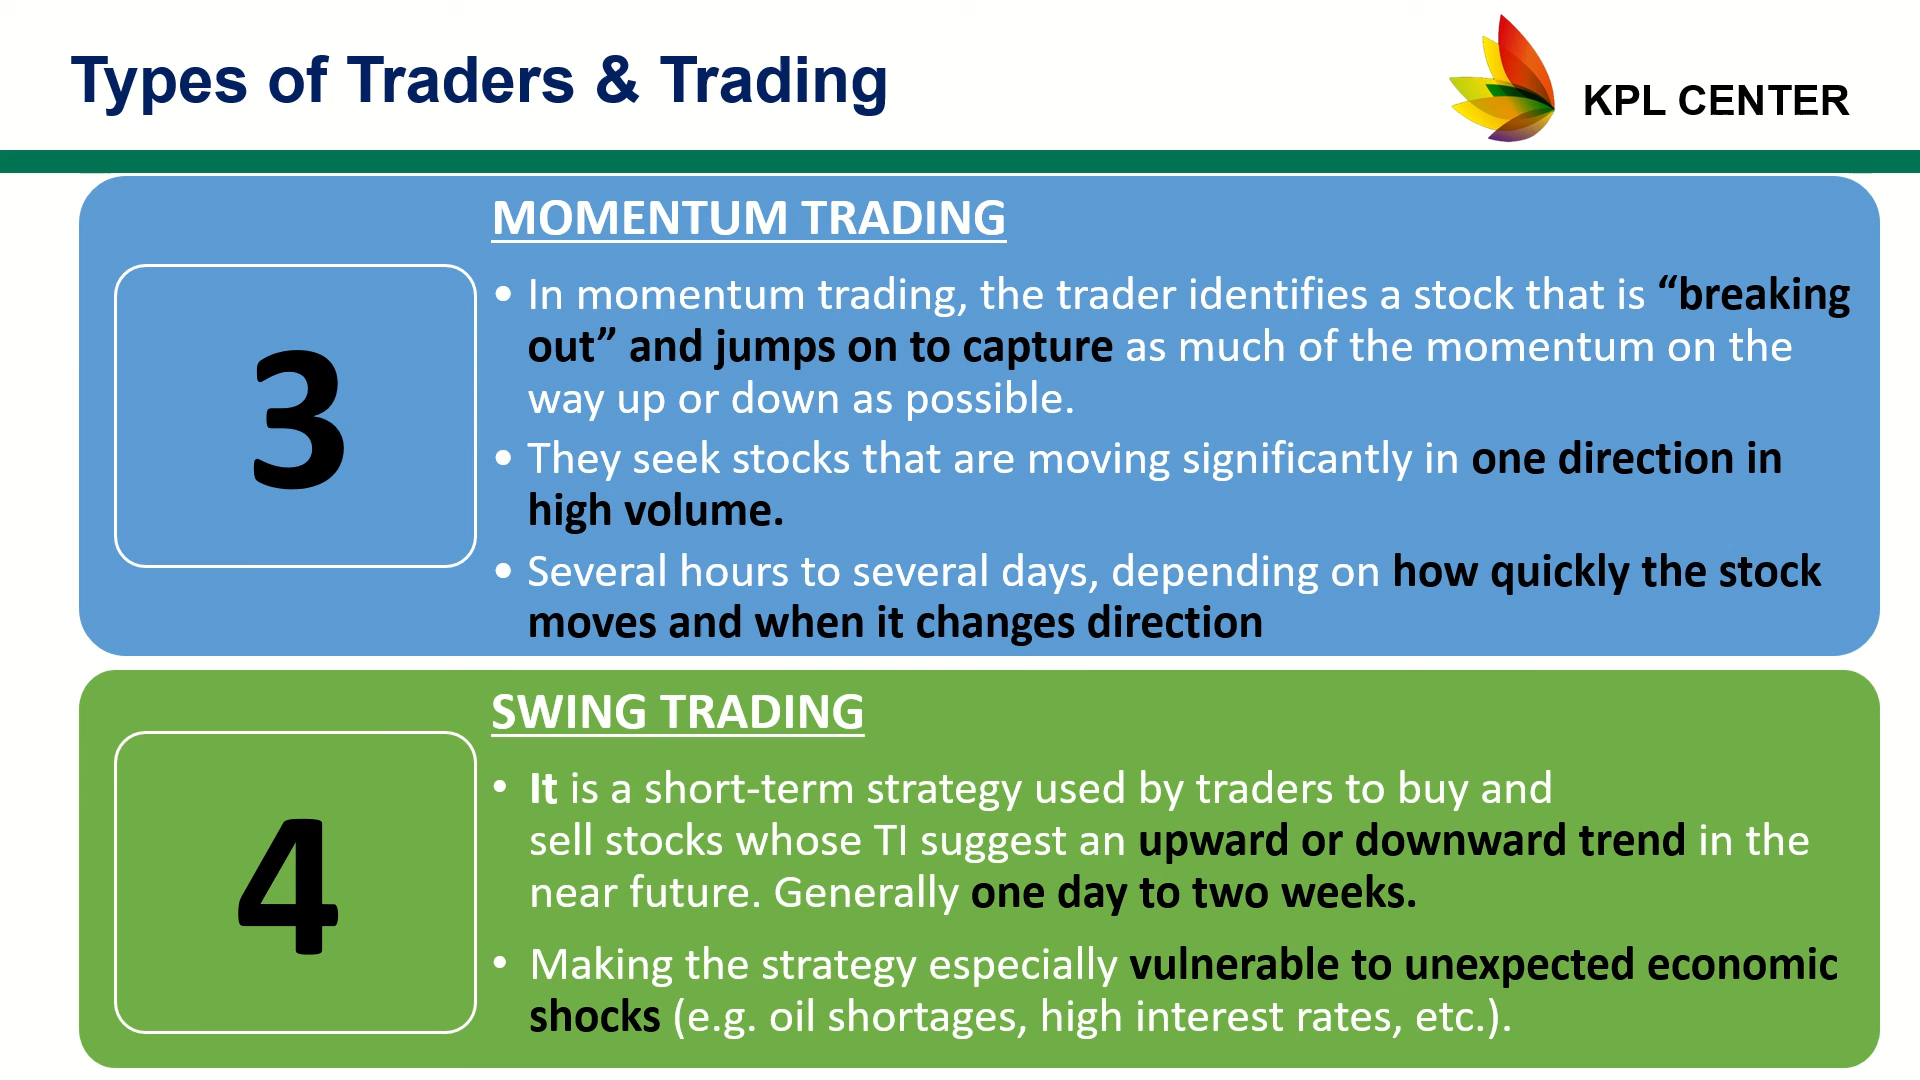 Types of Traders & Trading
KPL CENTER
3
MOMENTUM TRADING
• In momentum trading, the trader identifies a stock that is “breaking
out” and jumps on to capture as much of the momentum on the
way up or down as possible.
• They seek stocks that are moving significantly in one direction in
high volume.
• Several hours to several days, depending on how quickly the stock
moves and when it changes direction
4
SWING TRADING
• It is a short-term strategy used by traders to buy and
sell stocks whose TI suggest an upward or downward trend in the
near future. Generally one day to two weeks.
• Making the strategy especially vulnerable to unexpected economic
shocks (e.g. oil shortages, high interest rates, etc.).